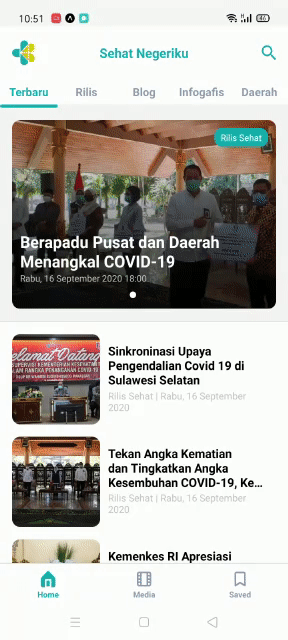 10:51
Sehat Negeriku
Terbaru Rilis Blog Infogafis Daerah
Rilis Sehat
Berapadu Pusat dan Daerah
Menangkal COVID-19
Rabu, 16 September 2020 18:00
Selamat Datang
Sinkroninasi Upaya
Pengendalian Covid 19 di
Sulawesi Selatan
Rilis Sehat | Rabu, 16 September
2020
Tekan Angka Kematian
dan Tingkatkan Angka
Kesembuhan COVID-19, Ke...
Rilis Sehat | Rabu, 16 September
2020
Kemenkes RI Apresiasi
Home Media Saved